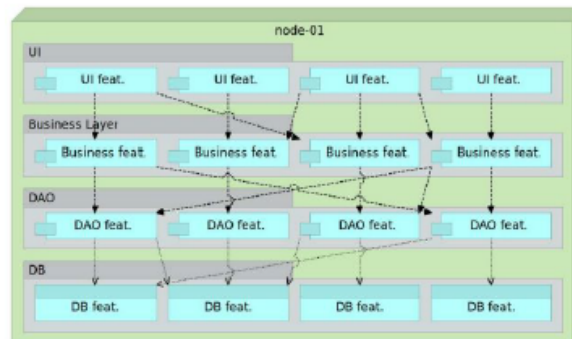 node-01
UI
UI feat. UI feat. UI feat. UI feat.
Business Layer
Business feat. Business feat. Business feat. Business feat.
DAO
DAO feat. DAO feat. DAO feat. DAO feat.
DB
DB feat. DB feat. DB feat. DB feat.